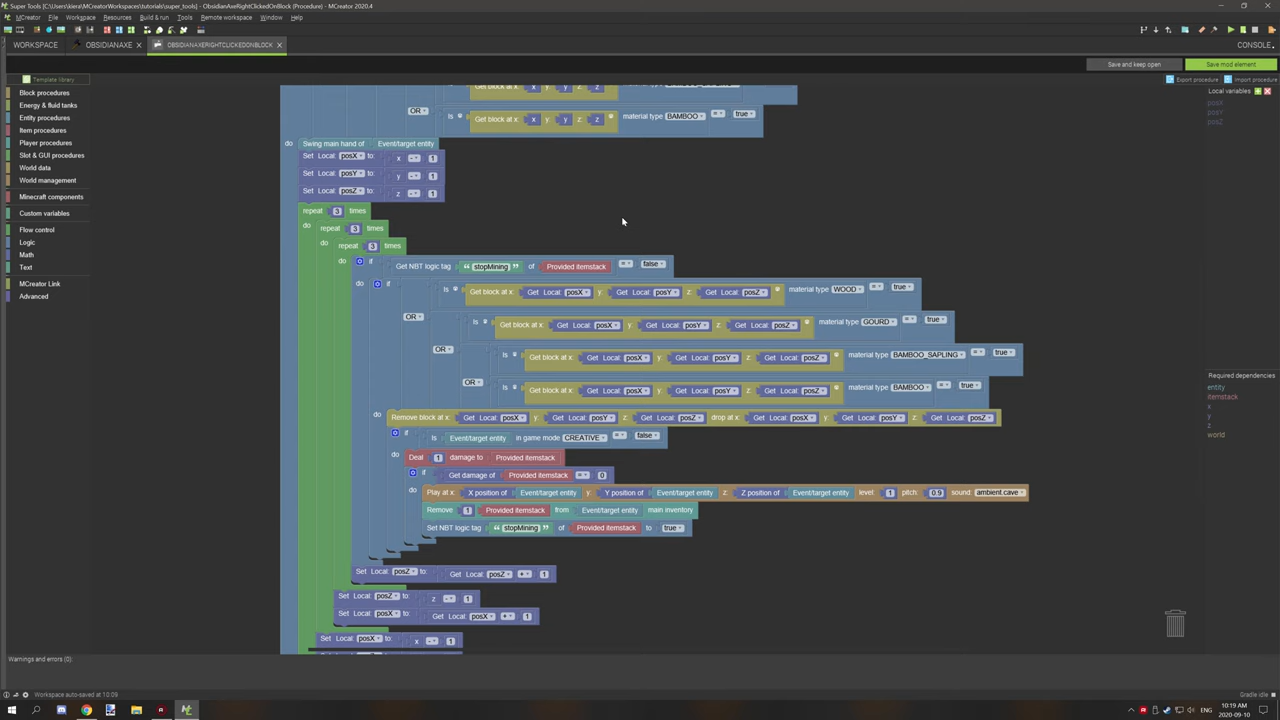 Super Tools [C:\Users\kiera\MCreatorWorkspaces\tutorials\super_tools] - ObsidianAxeRightClickedOnBlock (Procedure) - MCreator 2020.4
MCreator File Workspace Resources Build & run Tools Remote workspace Window Help
WORKSPACE OBSIDIANAXE × OBSIDIANAXERIGHTCLICKEDONBLOCK × CONSOLE
Save and keep open Save mod element
Template library Export procedure Import procedure
Block procedures Local variables
Energy & fluid tanks posX
Entity procedures posY
Item procedures posZ
Player procedures
Slot & GUI procedures
World data
World management
Minecraft components
Custom variables
Flow control
Logic
Math
Text
MCreator Link
Advanced
Get block at x: x y: y z: z
OR Is Get block at x: x y: y z: z material type BAMBOO = true
do Swing main hand of Event/target entity
Set Local: posX to: x - 1
Set Local: posY to: y - 1
Set Local: posZ to: z - 1
repeat 3 times
do repeat 3 times
do repeat 3 times
do if Get NBT logic tag “ stopMining ” of Provided itemstack = false
do if Is Get block at x: Get Local: posX y: Get Local: posY z: Get Local: posZ material type WOOD = true
OR Is Get block at x: Get Local: posX y: Get Local: posY z: Get Local: posZ material type GOURD = true
OR Is Get block at x: Get Local: posX y: Get Local: posY z: Get Local: posZ material type BAMBOO_SAPLING = true
OR Is Get block at x: Get Local: posX y: Get Local: posY z: Get Local: posZ material type BAMBOO = true
do Remove block at x: Get Local: posX y: Get Local: posY z: Get Local: posZ drop at x: Get Local: posX y: Get Local: posY z: Get Local: posZ
if Is Event/target entity in game mode CREATIVE = false
do Deal 1 damage to Provided itemstack
if Get damage of Provided itemstack = 0
do Play at x: X position of Event/target entity y: Y position of Event/target entity z: Z position of Event/target entity level: 1 pitch: 0.9 sound: ambient.cave
Remove 1 Provided itemstack from Event/target entity main inventory
Set NBT logic tag “ stopMining ” of Provided itemstack to true
Set Local: posZ to: Get Local: posZ + 1
Set Local: posZ to: z - 1
Set Local: posX to: Get Local: posX + 1
Set Local: posX to: x - 1
Required dependencies
entity
itemstack
x
y
z
world
Warnings and errors (0):
Workspace auto-saved at 10:09 Gradle idle
ENG 10:19 AM
2020-09-10